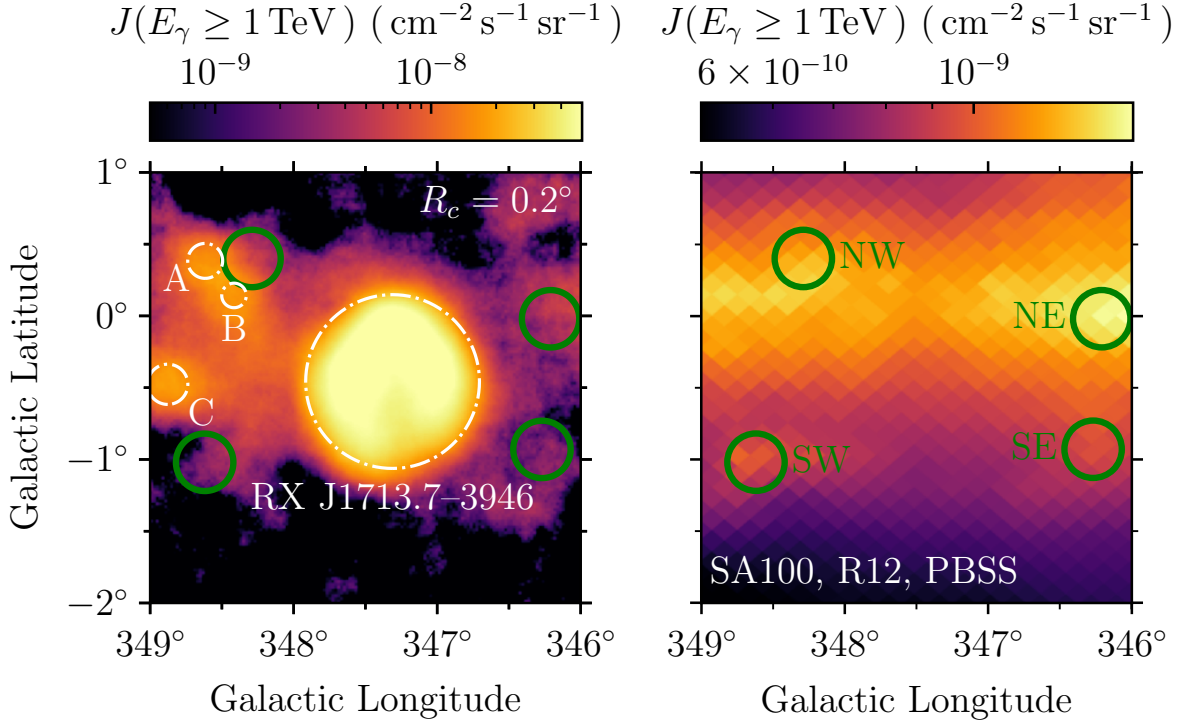 J(E_γ ≥ 1 TeV) ( cm⁻² s⁻¹ sr⁻¹)
10⁻⁹ 10⁻⁸
1°
0°
−1°
−2°
Galactic Latitude
R_c = 0.2°
A
B
C
RX J1713.7–3946
349° 348° 347° 346°
Galactic Longitude
J(E_γ ≥ 1 TeV) ( cm⁻² s⁻¹ sr⁻¹)
6 × 10⁻¹⁰ 10⁻⁹
NW
NE
SW
SE
SA100, R12, PBSS
349° 348° 347° 346°
Galactic Longitude